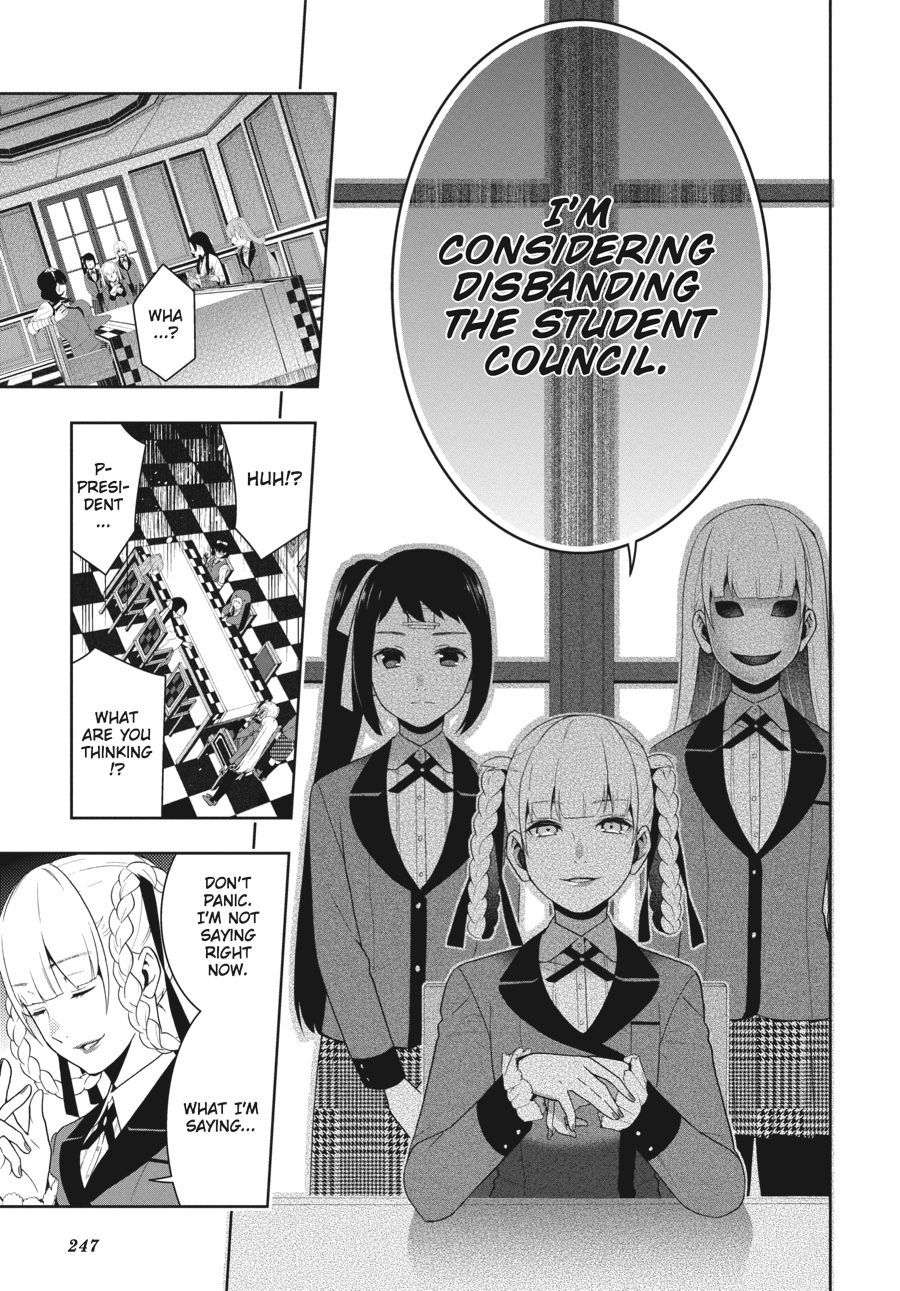 I'M
CONSIDERING
DISBANDING
THE STUDENT
COUNCIL.
WHA
...?
HUH!?
P-
PRESI-
DENT
...
WHAT
ARE YOU
THINKING
!?
DON'T
PANIC.
I'M NOT
SAYING
RIGHT
NOW.
WHAT I'M
SAYING...
247